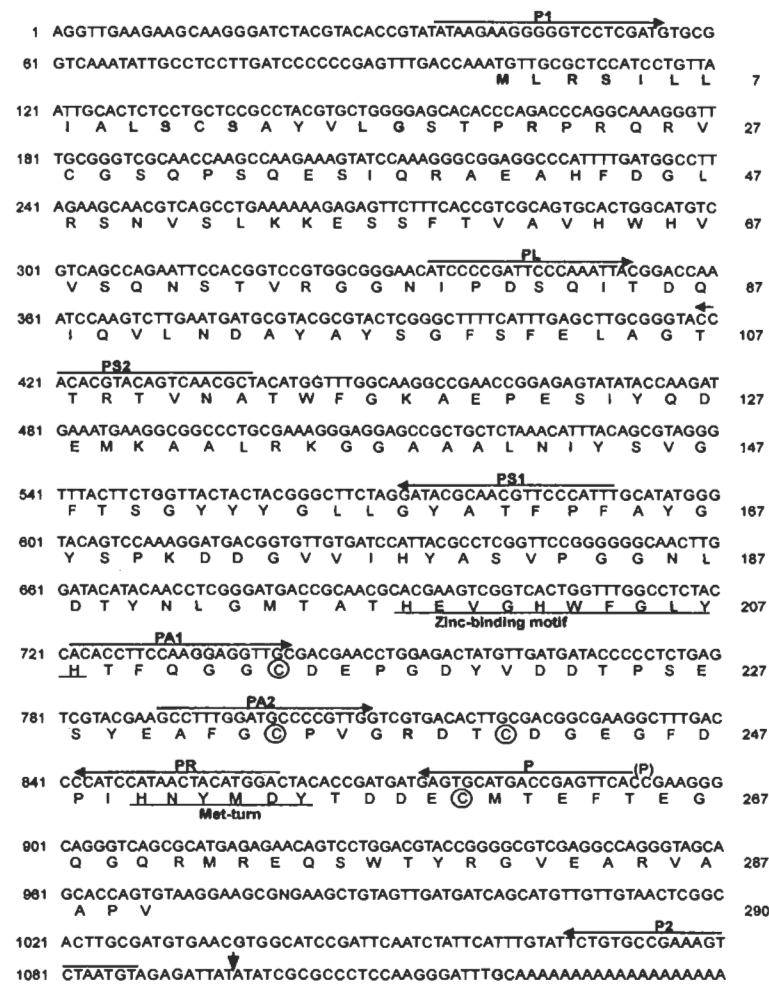 P1
1 AGGTTGAAGAAGCAAGGGATCTACGTACACCGTATATAAGAAGGGGGGTCCTCGATGTGCG
61 GTCAAATATTGCCTCCTTGATCCCCCCGAGTTTGACCAAATGTTGCGCTCCATCCTGTTA
M L R S I L L 7
121 ATTGCACTCTCCTGCTCCGCCTACGTGCTGGGGAGCACACCCAGACCCAGGCAAAGGGTT
I A L S C S A Y V L G S T P R P R Q R V 27
181 TGCGGGTCGCAACCAAGCCAAGAAAGTATCCAAAGGGCGGAGGCCCATTTTGATGGCCTT
C G S Q P S Q E S I Q R A E A H F D G L 47
241 AGAAGCAACGTCAGCCTGAAAAAAGAGAGTTCTTTCACCGTCGCAGTGCACTGGCATGTC
R S N V S L K K E S S F T V A V H W H V 67
PL
301 GTCAGCCAGAATTCCACGGTCCGTGGCGGGAACATCCCCGATTCCCAAATTACGGACCAA
V S Q N S T V R G G N I P D S Q I T D Q 87
361 ATCCAAGTCTTGAATGATGCGTACGCGTACTCGGGCTTTTCATTTGAGCTTGCGGGTACC
I Q V L N D A Y A Y S G F S F E L A G T 107
PS2
421 ACACGTACAGTCAACGCTACATGGTTTGGCAAGGCCGAACCGGAGAGTATATACCAAGAT
T R T V N A T W F G K A E P E S I Y Q D 127
481 GAAATGAAGGCGGCCCTGCGAAAGGGAGGAGCCGCTGCTCTAAACATTTACAGCGTAGGG
E M K A A L R K G G A A A L N I Y S V G 147
PS1
541 TTTACTTCTGGTTACTACTACGGGCTTCTAGGATACGCAACGTTCCCATTTGCATATGGG
F T S G Y Y Y G L L G Y A T F P F A Y G 167
601 TACAGTCCAAAGGATGACGGTGTTGTGATCCATTACGCCTCGGTTCCGGGGGGCAACTTG
Y S P K D D G V V I H Y A S V P G G N L 187
661 GATACATACAACCTCGGGATGACCGCAACGCACGAAGTCGGTCACTGGTTTGGCCTCTAC
D T Y N L G M T A T H E V G H W F G L Y 207
Zinc-binding motif
PA1
721 CACACCTTCCAAGGAGGTTGCGACGAACCTGGAGACTATGTTGATGATACCCCCTCTGAG
H T F Q G G C D E P G D Y V D D T P S E 227
PA2
781 TCGTACGAAGCCTTTGGATGCCCCGTTGGTCGTGACACTTGCGACGGCGAAGGCTTTGAC
S Y E A F G C P V G R D T C D G E G F D 247
PR P (P)
841 CCCATCCATAACTACATGGACTACACCGATGATGAGTGCATGACCGAGTTCACCGAAGGG
P I H N Y M D Y T D D E C M T E F T E G 267
Met-turn
901 CAGGGTCAGCGCATGAGAGAACAGTCCTGGACGTACCGGGGCGTCGAGGCCAGGGTAGCA
Q G Q R M R E Q S W T Y R G V E A R V A 287
961 GCACCAGTGTAAGGAAGCGNGAAGCTGTAGTTGATGATCAGCATGTTGTTGTAACTCGGC
A P V 290
P2
1021 ACTTGCGATGTGAACGTGGCATCCGATTCAATCTATTCATTTGTATTCTGTGCCGAAAGT
1081 CTAATGTAGAGATTATATATCGCGCCCTCCAAGGGATTTGCAAAAAAAAAAAAAAAAAAA